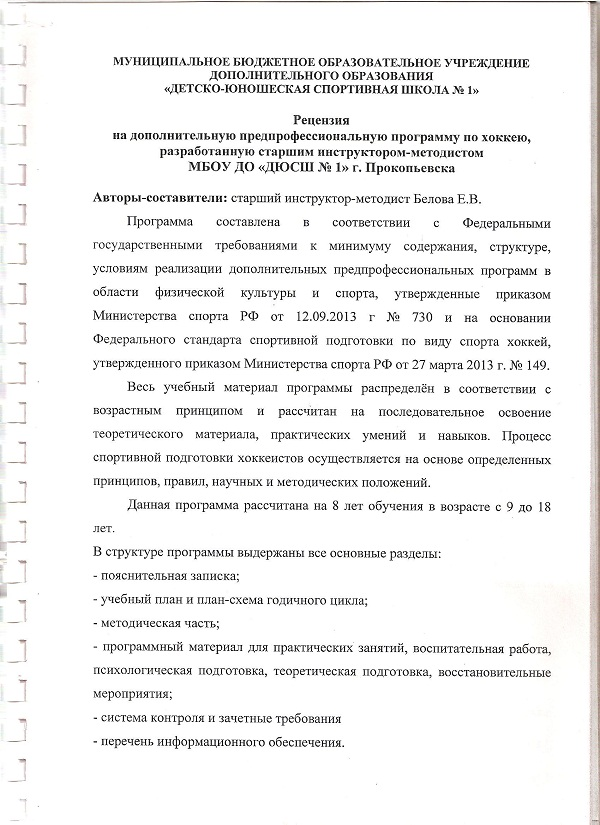 МУНИЦИПАЛЬНОЕ БЮДЖЕТНОЕ ОБРАЗОВАТЕЛЬНОЕ УЧРЕЖДЕНИЕ
ДОПОЛНИТЕЛЬНОГО ОБРАЗОВАНИЯ
«ДЕТСКО-ЮНОШЕСКАЯ СПОРТИВНАЯ ШКОЛА № 1»
Рецензия
на дополнительную предпрофессиональную программу по хоккею,
разработанную старшим инструктором-методистом
МБОУ ДО «ДЮСШ № 1» г. Прокопьевска
Авторы-составители: старший инструктор-методист Белова Е.В.
Программа составлена в соответствии с Федеральными
государственными требованиями к минимуму содержания, структуре,
условиям реализации дополнительных предпрофессиональных программ в
области физической культуры и спорта, утвержденные приказом
Министерства спорта РФ от 12.09.2013 г № 730 и на основании
Федерального стандарта спортивной подготовки по виду спорта хоккей,
утвержденного приказом Министерства спорта РФ от 27 марта 2013 г. № 149.
Весь учебный материал программы распределён в соответствии с
возрастным принципом и рассчитан на последовательное освоение
теоретического материала, практических умений и навыков. Процесс
спортивной подготовки хоккеистов осуществляется на основе определенных
принципов, правил, научных и методических положений.
Данная программа рассчитана на 8 лет обучения в возрасте с 9 до 18
лет.
В структуре программы выдержаны все основные разделы:
- пояснительная записка;
- учебный план и план-схема годичного цикла;
- методическая часть;
- программный материал для практических занятий, воспитательная работа,
психологическая подготовка, теоретическая подготовка, восстановительные
мероприятия;
- система контроля и зачетные требования
- перечень информационного обеспечения.